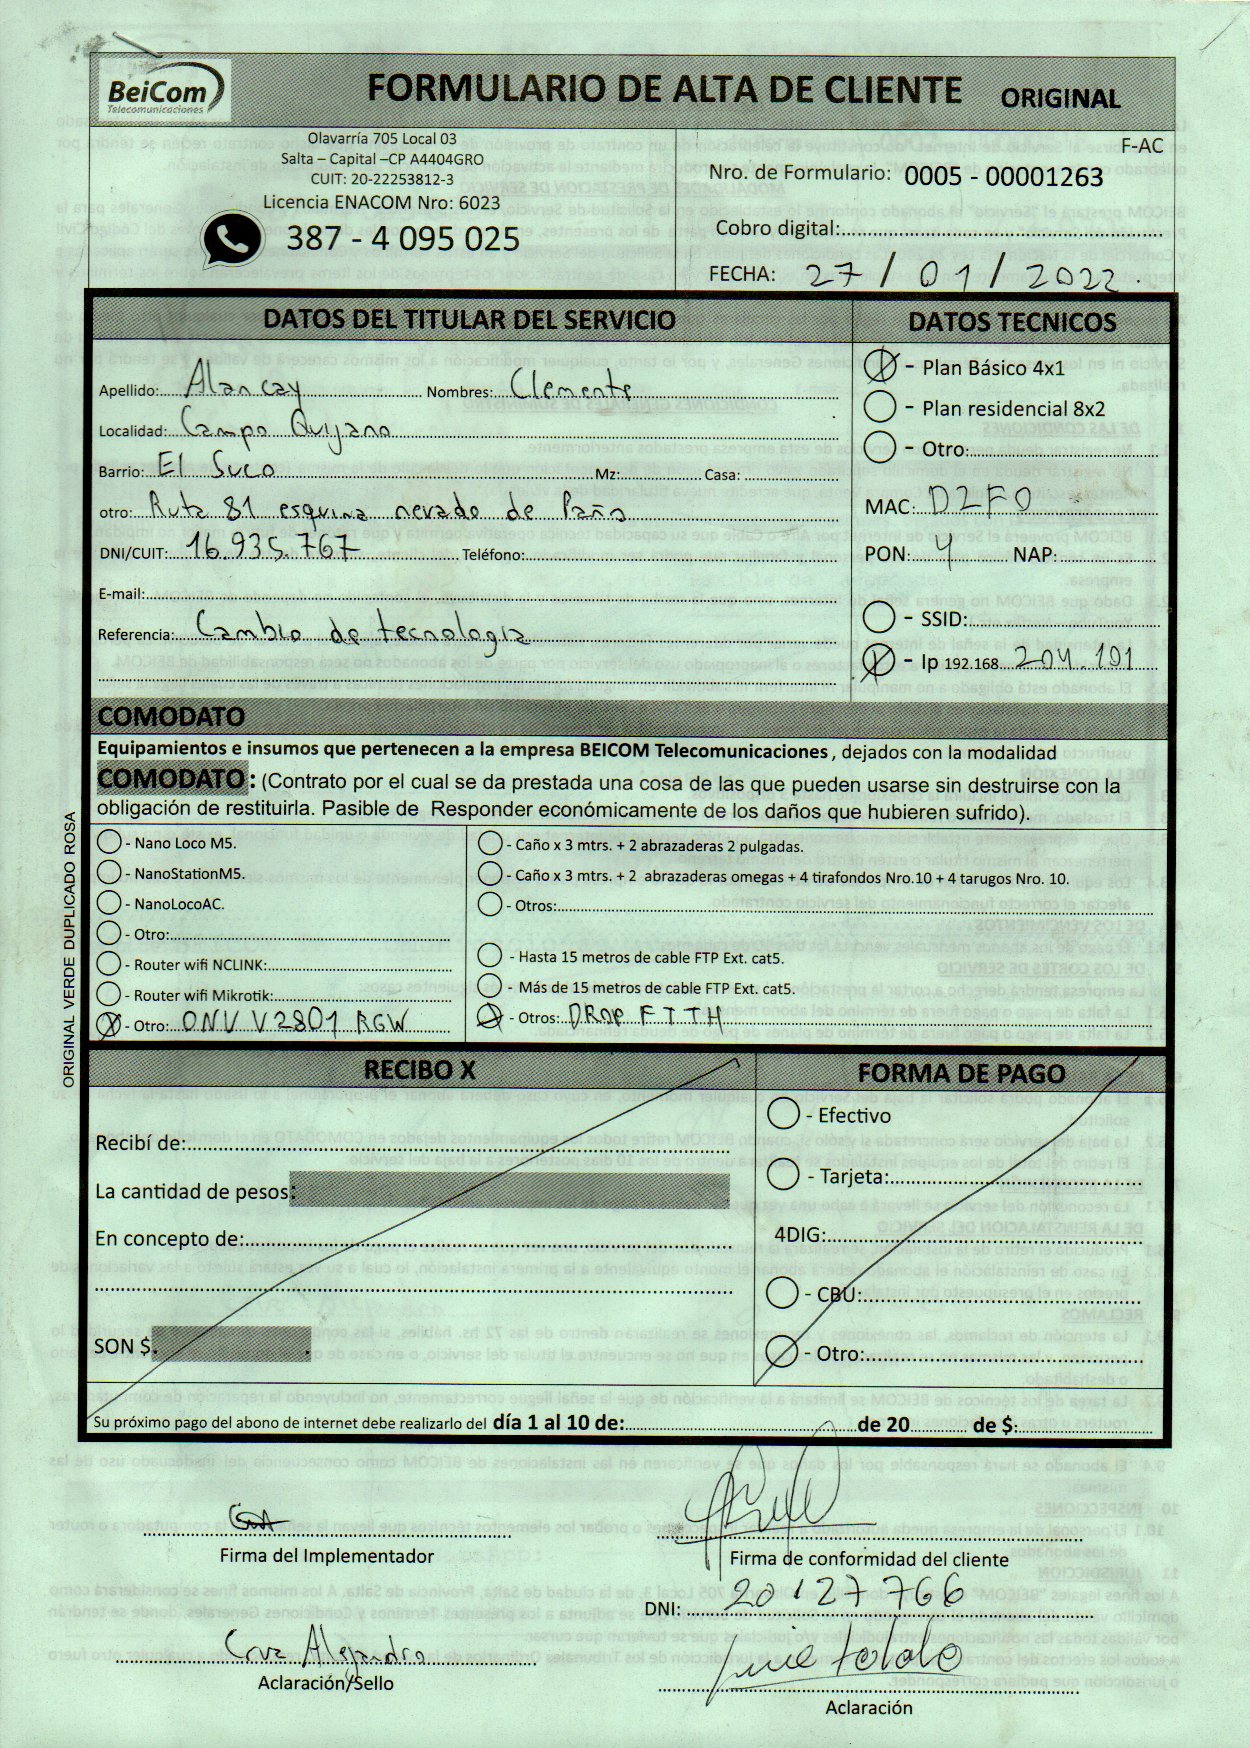 BeiCom
Telecomunicaciones
FORMULARIO DE ALTA DE CLIENTE ORIGINAL
Olavarría 705 Local 03
Salta – Capital –CP A4404GRO
CUIT: 20-22253812-3
Licencia ENACOM Nro: 6023
387 - 4 095 025
F-AC
Nro. de Formulario: 0005 - 00001263
Cobro digital:
FECHA: 27 / 01 / 2022.
DATOS DEL TITULAR DEL SERVICIO
Apellido: Alancay Nombres: Clemente
Localidad: Campo Quijano
Barrio: El Suco Mz: Casa:
otro: Ruta 81 esquina nevado de
DNI/CUIT: 16.935.767 Teléfono:
E-mail:
Referencia: Cambio de tecnologia
DATOS TECNICOS
- Plan Básico 4x1
- Plan residencial 8x2
- Otro:
MAC: D2F0
PON: 4 NAP:
- SSID:
- Ip 192.168. 204.191
COMODATO
Equipamientos e insumos que pertenecen a la empresa BEICOM Telecomunicaciones, dejados con la modalidad
COMODATO: (Contrato por el cual se da prestada una cosa de las que pueden usarse sin destruirse con la
obligación de restituirla. Pasible de Responder económicamente de los daños que hubieren sufrido).
- Nano Loco M5.
- NanoStationM5.
- NanoLocoAC.
- Otro:
- Router wifi NCLINK:
- Router wifi Mikrotik:
- Otro: ONU V2801 RGW
- Caño x 3 mtrs. + 2 abrazaderas 2 pulgadas.
- Caño x 3 mtrs. + 2 abrazaderas omegas + 4 tirafondos Nro.10 + 4 tarugos Nro. 10.
- Otros:
- Hasta 15 metros de cable FTP Ext. cat5.
- Más de 15 metros de cable FTP Ext. cat5.
- Otros: DROP FTTH
ORIGINAL VERDE DUPLICADO ROSA
RECIBO X
Recibí de:
La cantidad de pesos:
En concepto de:
SON $.
FORMA DE PAGO
- Efectivo
- Tarjeta:
4DIG:
- CBU:
- Otro:
Su próximo pago del abono de internet debe realizarlo del día 1 al 10 de: de 20 de $:
Firma del Implementador
Cruz Alejandro
Aclaración/Sello
Firma de conformidad del cliente
DNI: 20127766
Aclaración